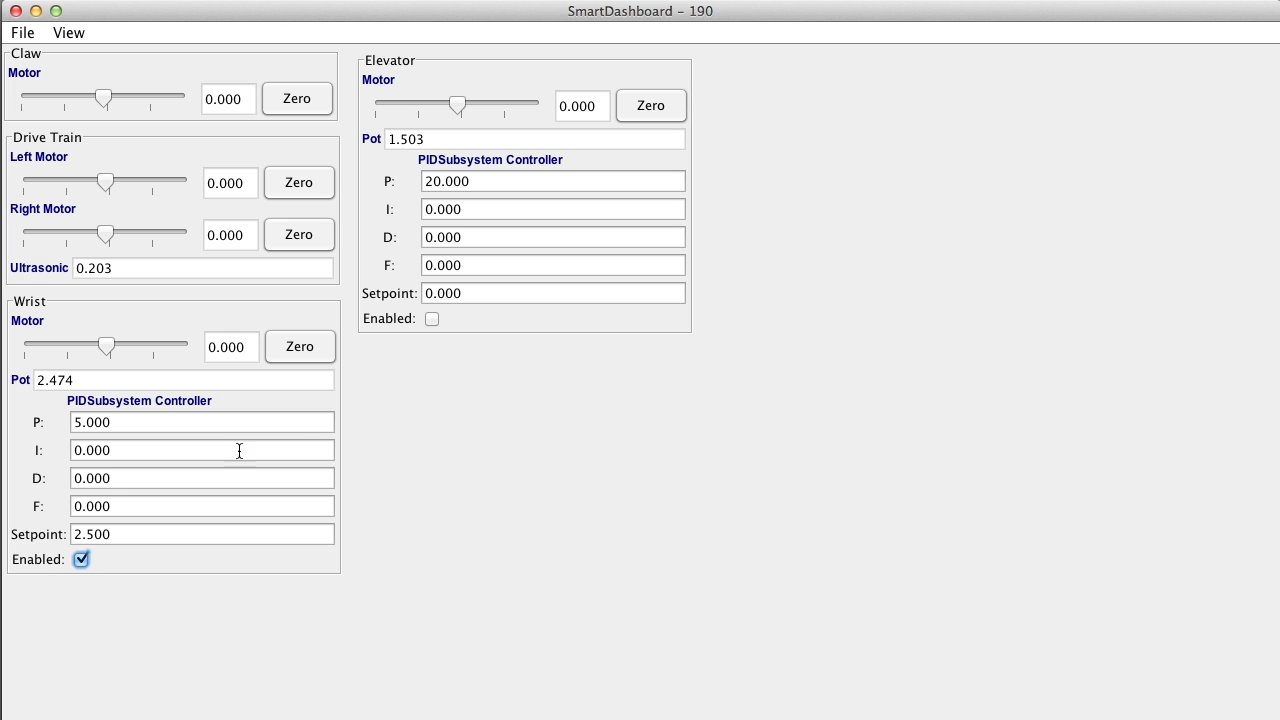 SmartDashboard - 190
File View
Claw
Motor
0.000 Zero
Drive Train
Left Motor
0.000 Zero
Right Motor
0.000 Zero
Ultrasonic 0.203
Wrist
Motor
0.000 Zero
Pot 2.474
PIDSubsystem Controller
P: 5.000
I: 0.000
D: 0.000
F: 0.000
Setpoint: 2.500
Enabled:
Elevator
Motor
0.000 Zero
Pot 1.503
PIDSubsystem Controller
P: 20.000
I: 0.000
D: 0.000
F: 0.000
Setpoint: 0.000
Enabled: